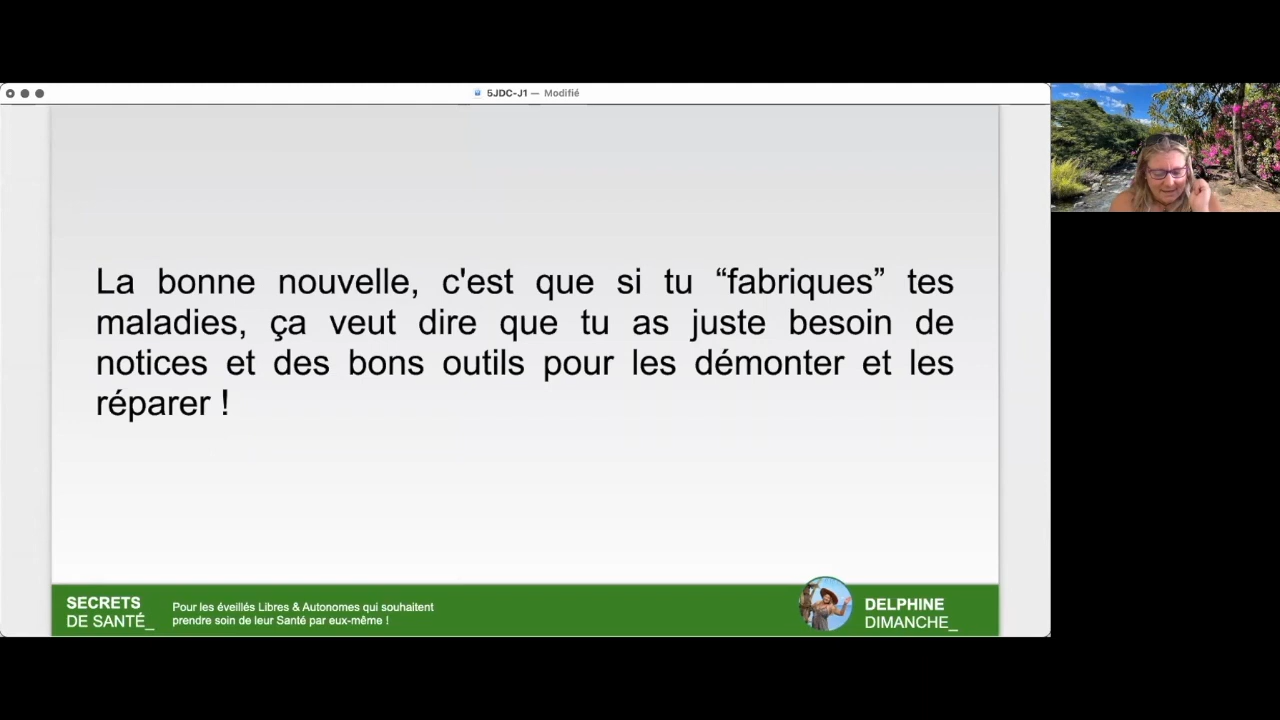 5JDC-J1 — Modifié
La bonne nouvelle, c'est que si tu “fabriques” tes
maladies, ça veut dire que tu as juste besoin de
notices et des bons outils pour les démonter et les
réparer !
SECRETS
DE SANTÉ_
Pour les éveillés Libres & Autonomes qui souhaitent
prendre soin de leur Santé par eux-même !
DELPHINE
DIMANCHE_